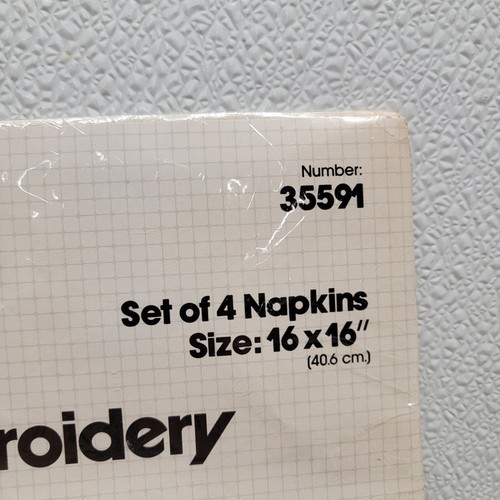 Number:
35591
Set of 4 Napkins
Size: 16 x 16"
(40.6 cm.)
roidery